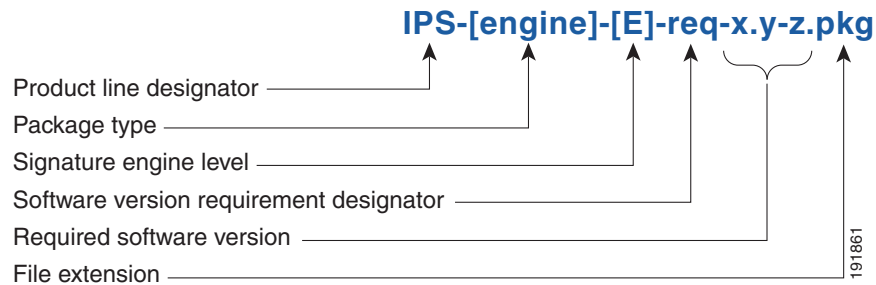 IPS-[engine]-[E]-req-x.y-z.pkg
Product line designator
Package type
Signature engine level
Software version requirement designator
Required software version
File extension
191861